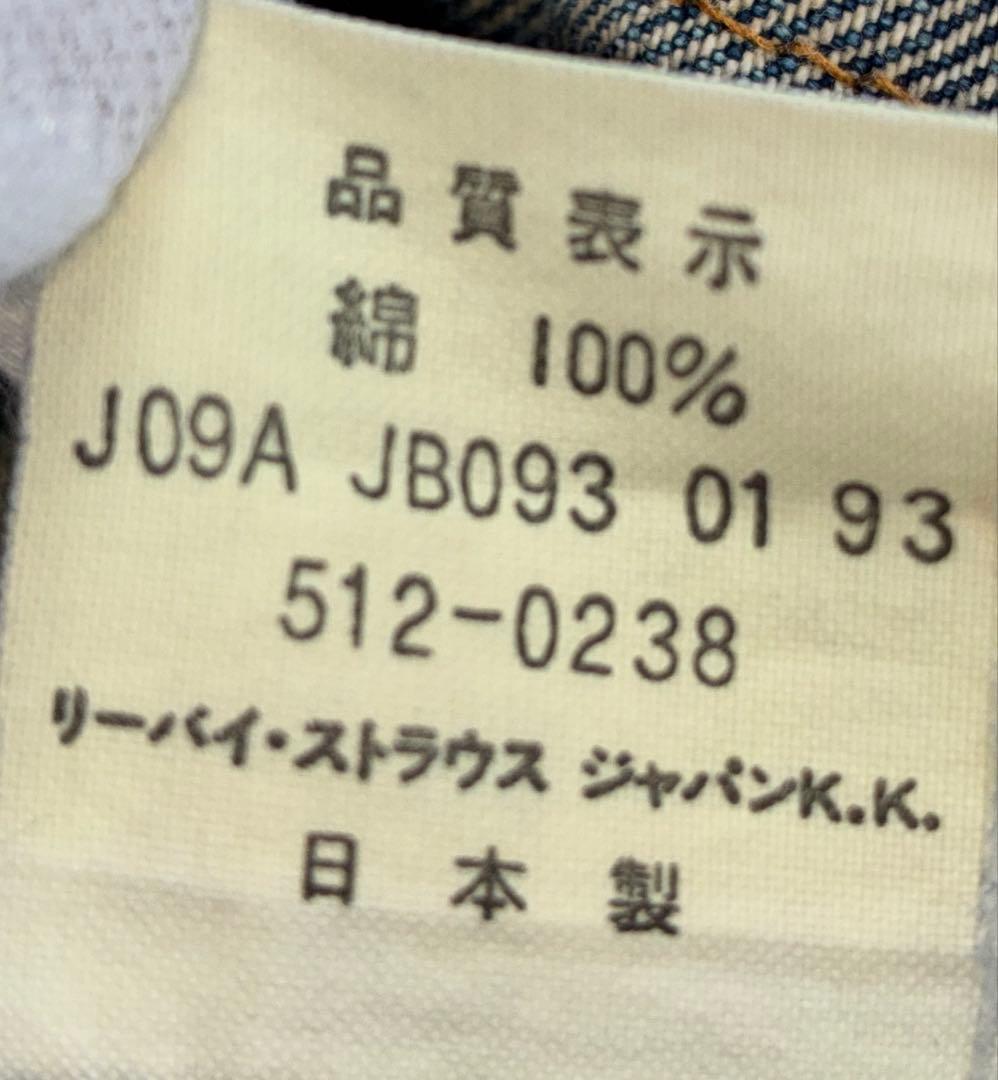 品質表示
綿 100%
J09A JB093 01 93
512-0238
リーバイ・ストラウス ジャパンK.K.
日本製